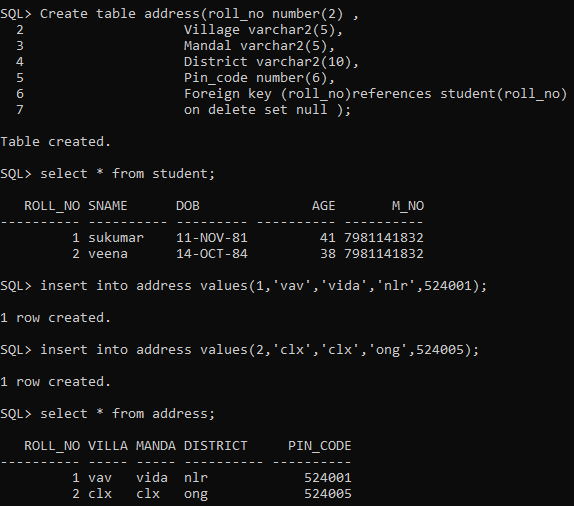 SQL> Create table address(roll_no number(2) ,
  2                    Village varchar2(5),
  3                    Mandal varchar2(5),
  4                    District varchar2(10),
  5                    Pin_code number(6),
  6                    Foreign key (roll_no)references student(roll_no)
  7                    on delete set null );

Table created.

SQL> select * from student;

   ROLL_NO SNAME      DOB              AGE       M_NO
---------- ---------- --------- ---------- ----------
         1 sukumar    11-NOV-81         41 7981141832
         2 veena      14-OCT-84         38 7981141832

SQL> insert into address values(1,'vav','vida','nlr',524001);

1 row created.

SQL> insert into address values(2,'clx','clx','ong',524005);

1 row created.

SQL> select * from address;

   ROLL_NO VILLA MANDA DISTRICT     PIN_CODE
---------- ----- ----- ---------- ----------
         1 vav   vida  nlr            524001
         2 clx   clx   ong            524005